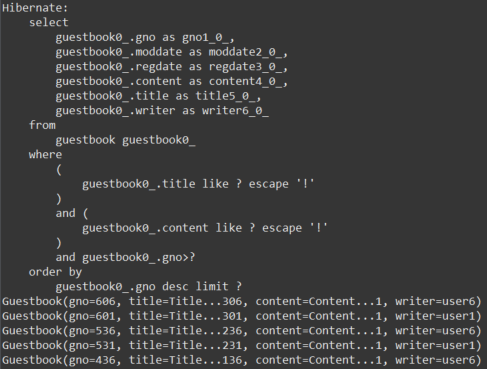 Hibernate:
    select
        guestbook0_.gno as gno1_0_,
        guestbook0_.moddate as moddate2_0_,
        guestbook0_.regdate as regdate3_0_,
        guestbook0_.content as content4_0_,
        guestbook0_.title as title5_0_,
        guestbook0_.writer as writer6_0_
    from
        guestbook guestbook0_
    where
        (
            guestbook0_.title like ? escape '!'
        )
        and (
            guestbook0_.content like ? escape '!'
        )
        and guestbook0_.gno>?
    order by
        guestbook0_.gno desc limit ?
Guestbook(gno=606, title=Title...306, content=Content...1, writer=user6)
Guestbook(gno=601, title=Title...301, content=Content...1, writer=user1)
Guestbook(gno=536, title=Title...236, content=Content...1, writer=user6)
Guestbook(gno=531, title=Title...231, content=Content...1, writer=user1)
Guestbook(gno=436, title=Title...136, content=Content...1, writer=user6)